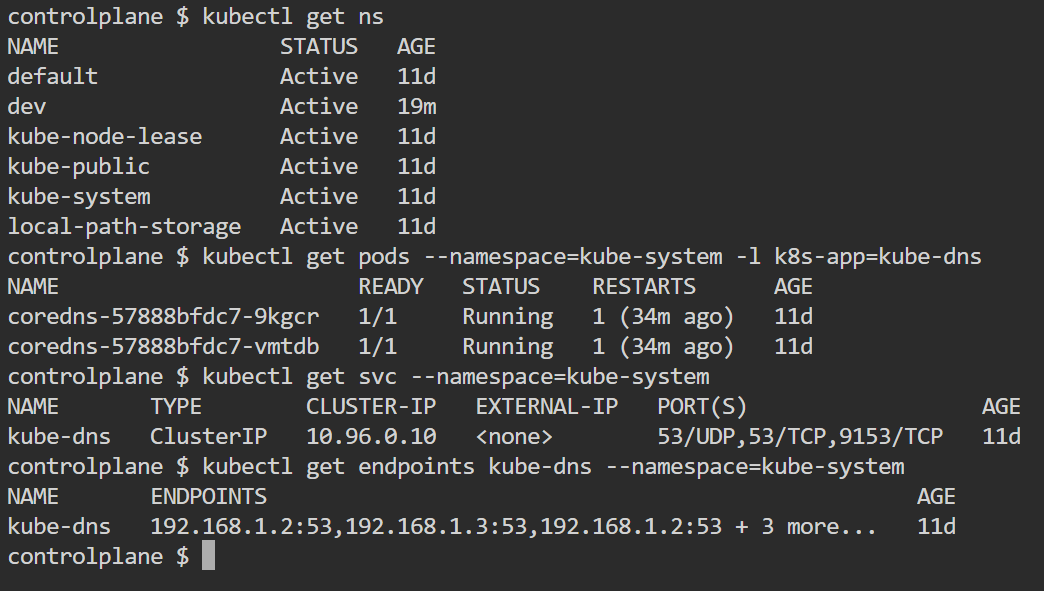 controlplane $ kubectl get ns
NAME                 STATUS   AGE
default              Active   11d
dev                  Active   19m
kube-node-lease      Active   11d
kube-public          Active   11d
kube-system          Active   11d
local-path-storage   Active   11d
controlplane $ kubectl get pods --namespace=kube-system -l k8s-app=kube-dns
NAME                       READY   STATUS    RESTARTS      AGE
coredns-57888bfdc7-9kgcr   1/1     Running   1 (34m ago)   11d
coredns-57888bfdc7-vmtdb   1/1     Running   1 (34m ago)   11d
controlplane $ kubectl get svc --namespace=kube-system
NAME       TYPE        CLUSTER-IP   EXTERNAL-IP   PORT(S)                  AGE
kube-dns   ClusterIP   10.96.0.10   <none>        53/UDP,53/TCP,9153/TCP   11d
controlplane $ kubectl get endpoints kube-dns --namespace=kube-system
NAME       ENDPOINTS                                                  AGE
kube-dns   192.168.1.2:53,192.168.1.3:53,192.168.1.2:53 + 3 more...   11d
controlplane $